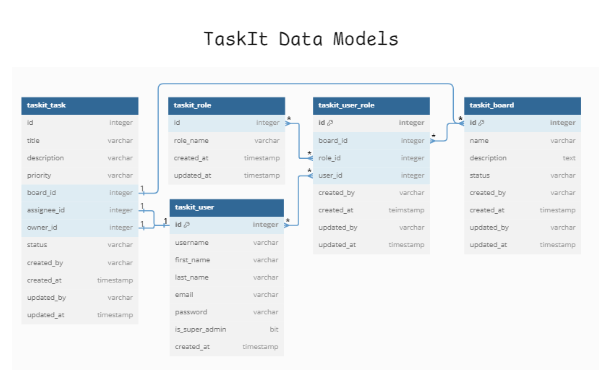 TaskIt Data Models
taskit_task
id integer
title varchar
description varchar
priority varchar
board_id integer
assignee_id integer
owner_id integer
status varchar
created_by varchar
created_at timestamp
updated_by varchar
updated_at timestamp
taskit_role
id integer
role_name varchar
created_at timestamp
updated_at timestamp
taskit_user
id integer
username varchar
first_name varchar
last_name varchar
email varchar
password varchar
is_super_admin bit
created_at timestamp
taskit_user_role
id integer
board_id integer
role_id integer
user_id integer
created_by varchar
created_at teimstamp
updated_by varchar
updated_at timestamp
taskit_board
id integer
name varchar
description text
status varchar
created_by varchar
created_at timestamp
updated_by varchar
updated_at timestamp
1
1
1
1
*
*
*
*
*
*